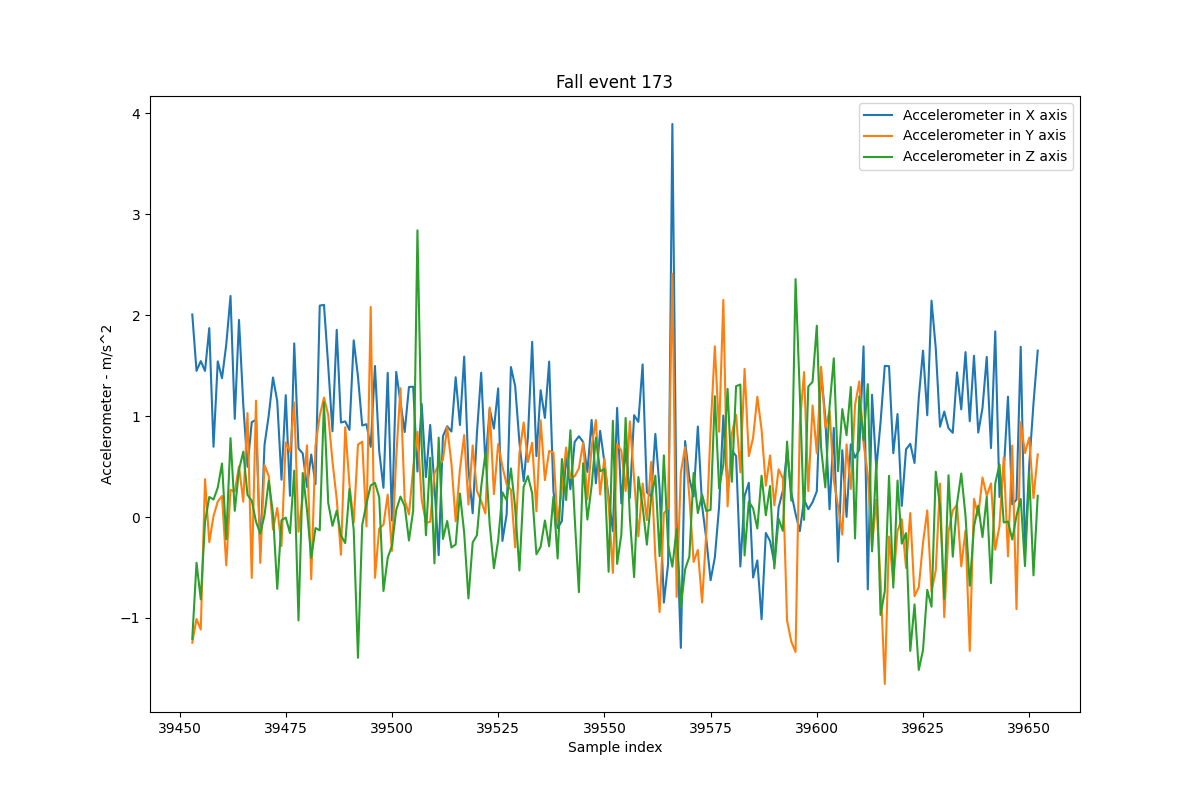 Fall event 173
Accelerometer in X axis
Accelerometer in Y axis
Accelerometer in Z axis
Accelerometer - m/s^2
4
3
2
1
0
−1
39450 39475 39500 39525 39550 39575 39600 39625 39650
Sample index